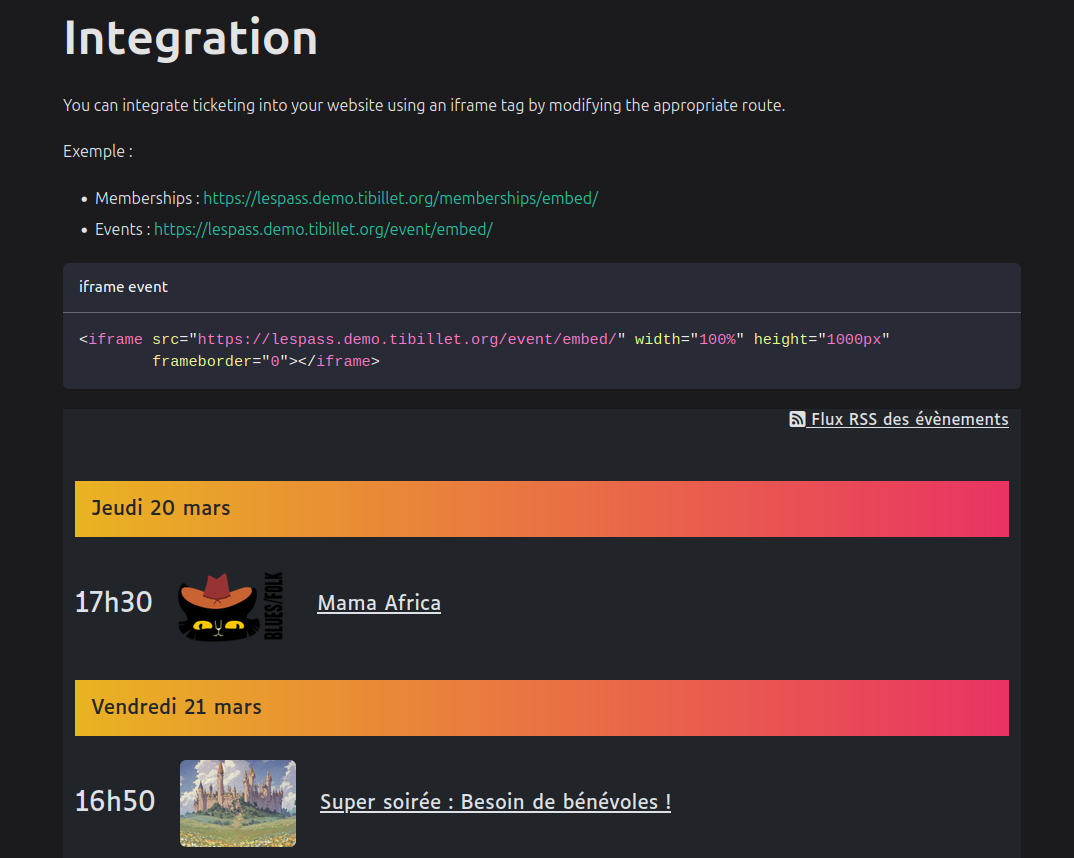 Integration
You can integrate ticketing into your website using an iframe tag by modifying the appropriate route.
Exemple :
Memberships : https://lespass.demo.tibillet.org/memberships/embed/
Events : https://lespass.demo.tibillet.org/event/embed/
iframe event
<iframe src="https://lespass.demo.tibillet.org/event/embed/" width="100%" height="1000px"
frameborder="0"></iframe>
Flux RSS des évènements
Jeudi 20 mars
17h30
BLUES/FOLK
Mama Africa
Vendredi 21 mars
16h50
Super soirée : Besoin de bénévoles !